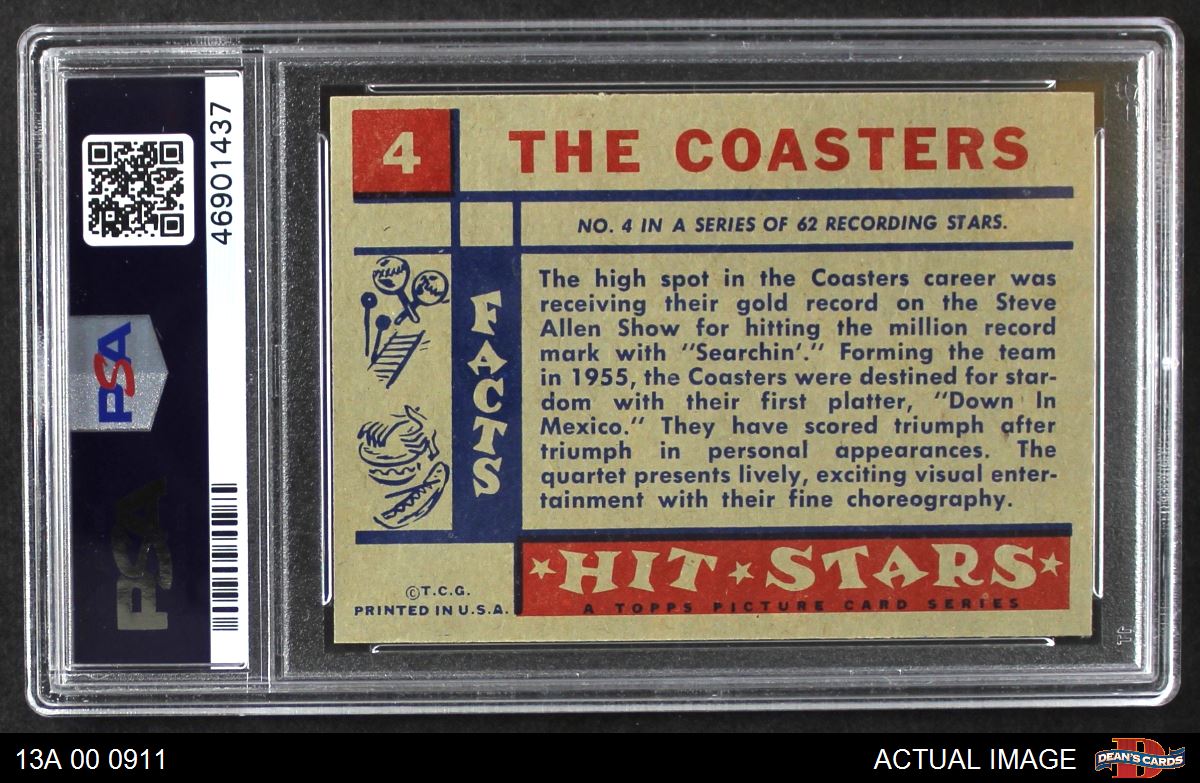 46901437
PSA
PSA
4
THE COASTERS
NO. 4 IN A SERIES OF 62 RECORDING STARS.
FACTS
The high spot in the Coasters career was
receiving their gold record on the Steve
Allen Show for hitting the million record
mark with "Searchin'" Forming the team
in 1955, the Coasters were destined for star-
dom with their first platter, "Down In
Mexico." They have scored triumph after
triumph in personal appearances. The
quartet presents lively, exciting visual enter-
tainment with their fine choreography.
©T.C.G.
PRINTED IN U.S.A.
HIT STARS
A TOPPS PICTURE CARD SERIES
13A 00 0911
ACTUAL IMAGE
DEAN'S CARDS